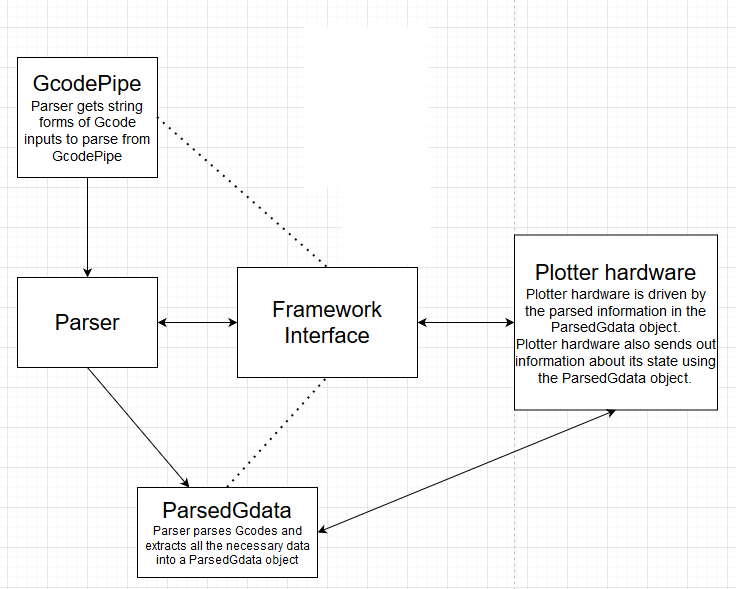 GcodePipe
Parser gets string
forms of Gcode
inputs to parse from
GcodePipe
Parser
Framework
Interface
Plotter hardware
Plotter hardware is driven by
the parsed information in the
ParsedGdata object.
Plotter hardware also sends out
information about its state using
the ParsedGdata object.
ParsedGdata
Parser parses Gcodes and
extracts all the necessary data
into a ParsedGdata object